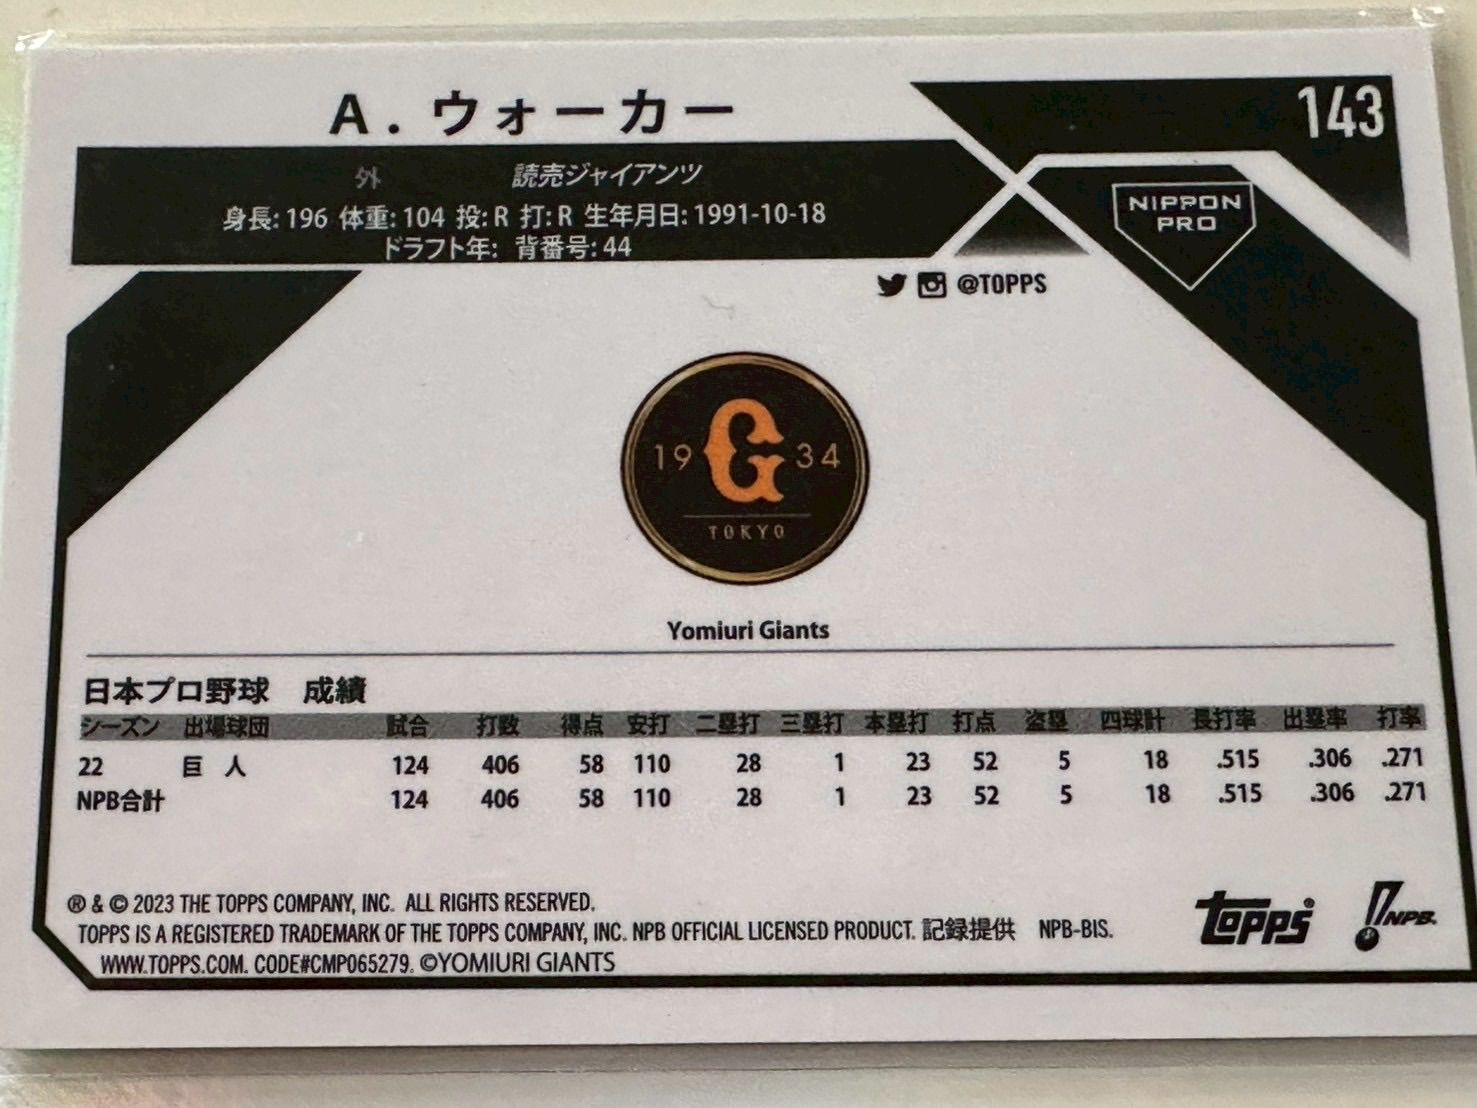 A. ウォーカー
143
外 読売ジャイアンツ
身長: 196 体重: 104 投: R 打: R 生年月日: 1991-10-18
ドラフト年: 背番号: 44
NIPPON
PRO
@TOPPS
19 G 34
TOKYO
Yomiuri Giants
日本プロ野球 成績
シーズン 出場球団 試合 打数 得点 安打 二塁打 三塁打 本塁打 打点 盗塁 四球計 長打率 出塁率 打率
22 巨 人 124 406 58 110 28 1 23 52 5 18 .515 .306 .271
NPB合計 124 406 58 110 28 1 23 52 5 18 .515 .306 .271
® & © 2023 THE TOPPS COMPANY, INC. ALL RIGHTS RESERVED.
TOPPS IS A REGISTERED TRADEMARK OF THE TOPPS COMPANY, INC. NPB OFFICIAL LICENSED PRODUCT. 記録提供 NPB-BIS.
WWW.TOPPS.COM. CODE#CMP065279. ©YOMIURI GIANTS
topps®
NPB.